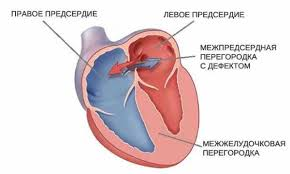 ПРАВОЕ ПРЕДСЕРДИЕ
ЛЕВОЕ ПРЕДСЕРДИЕ
МЕЖПРЕДСЕРДНАЯ
ПЕРЕГОРОДКА
С ДЕФЕКТОМ
МЕЖЖЕЛУДОЧКОВАЯ
ПЕРЕГОРОДКА